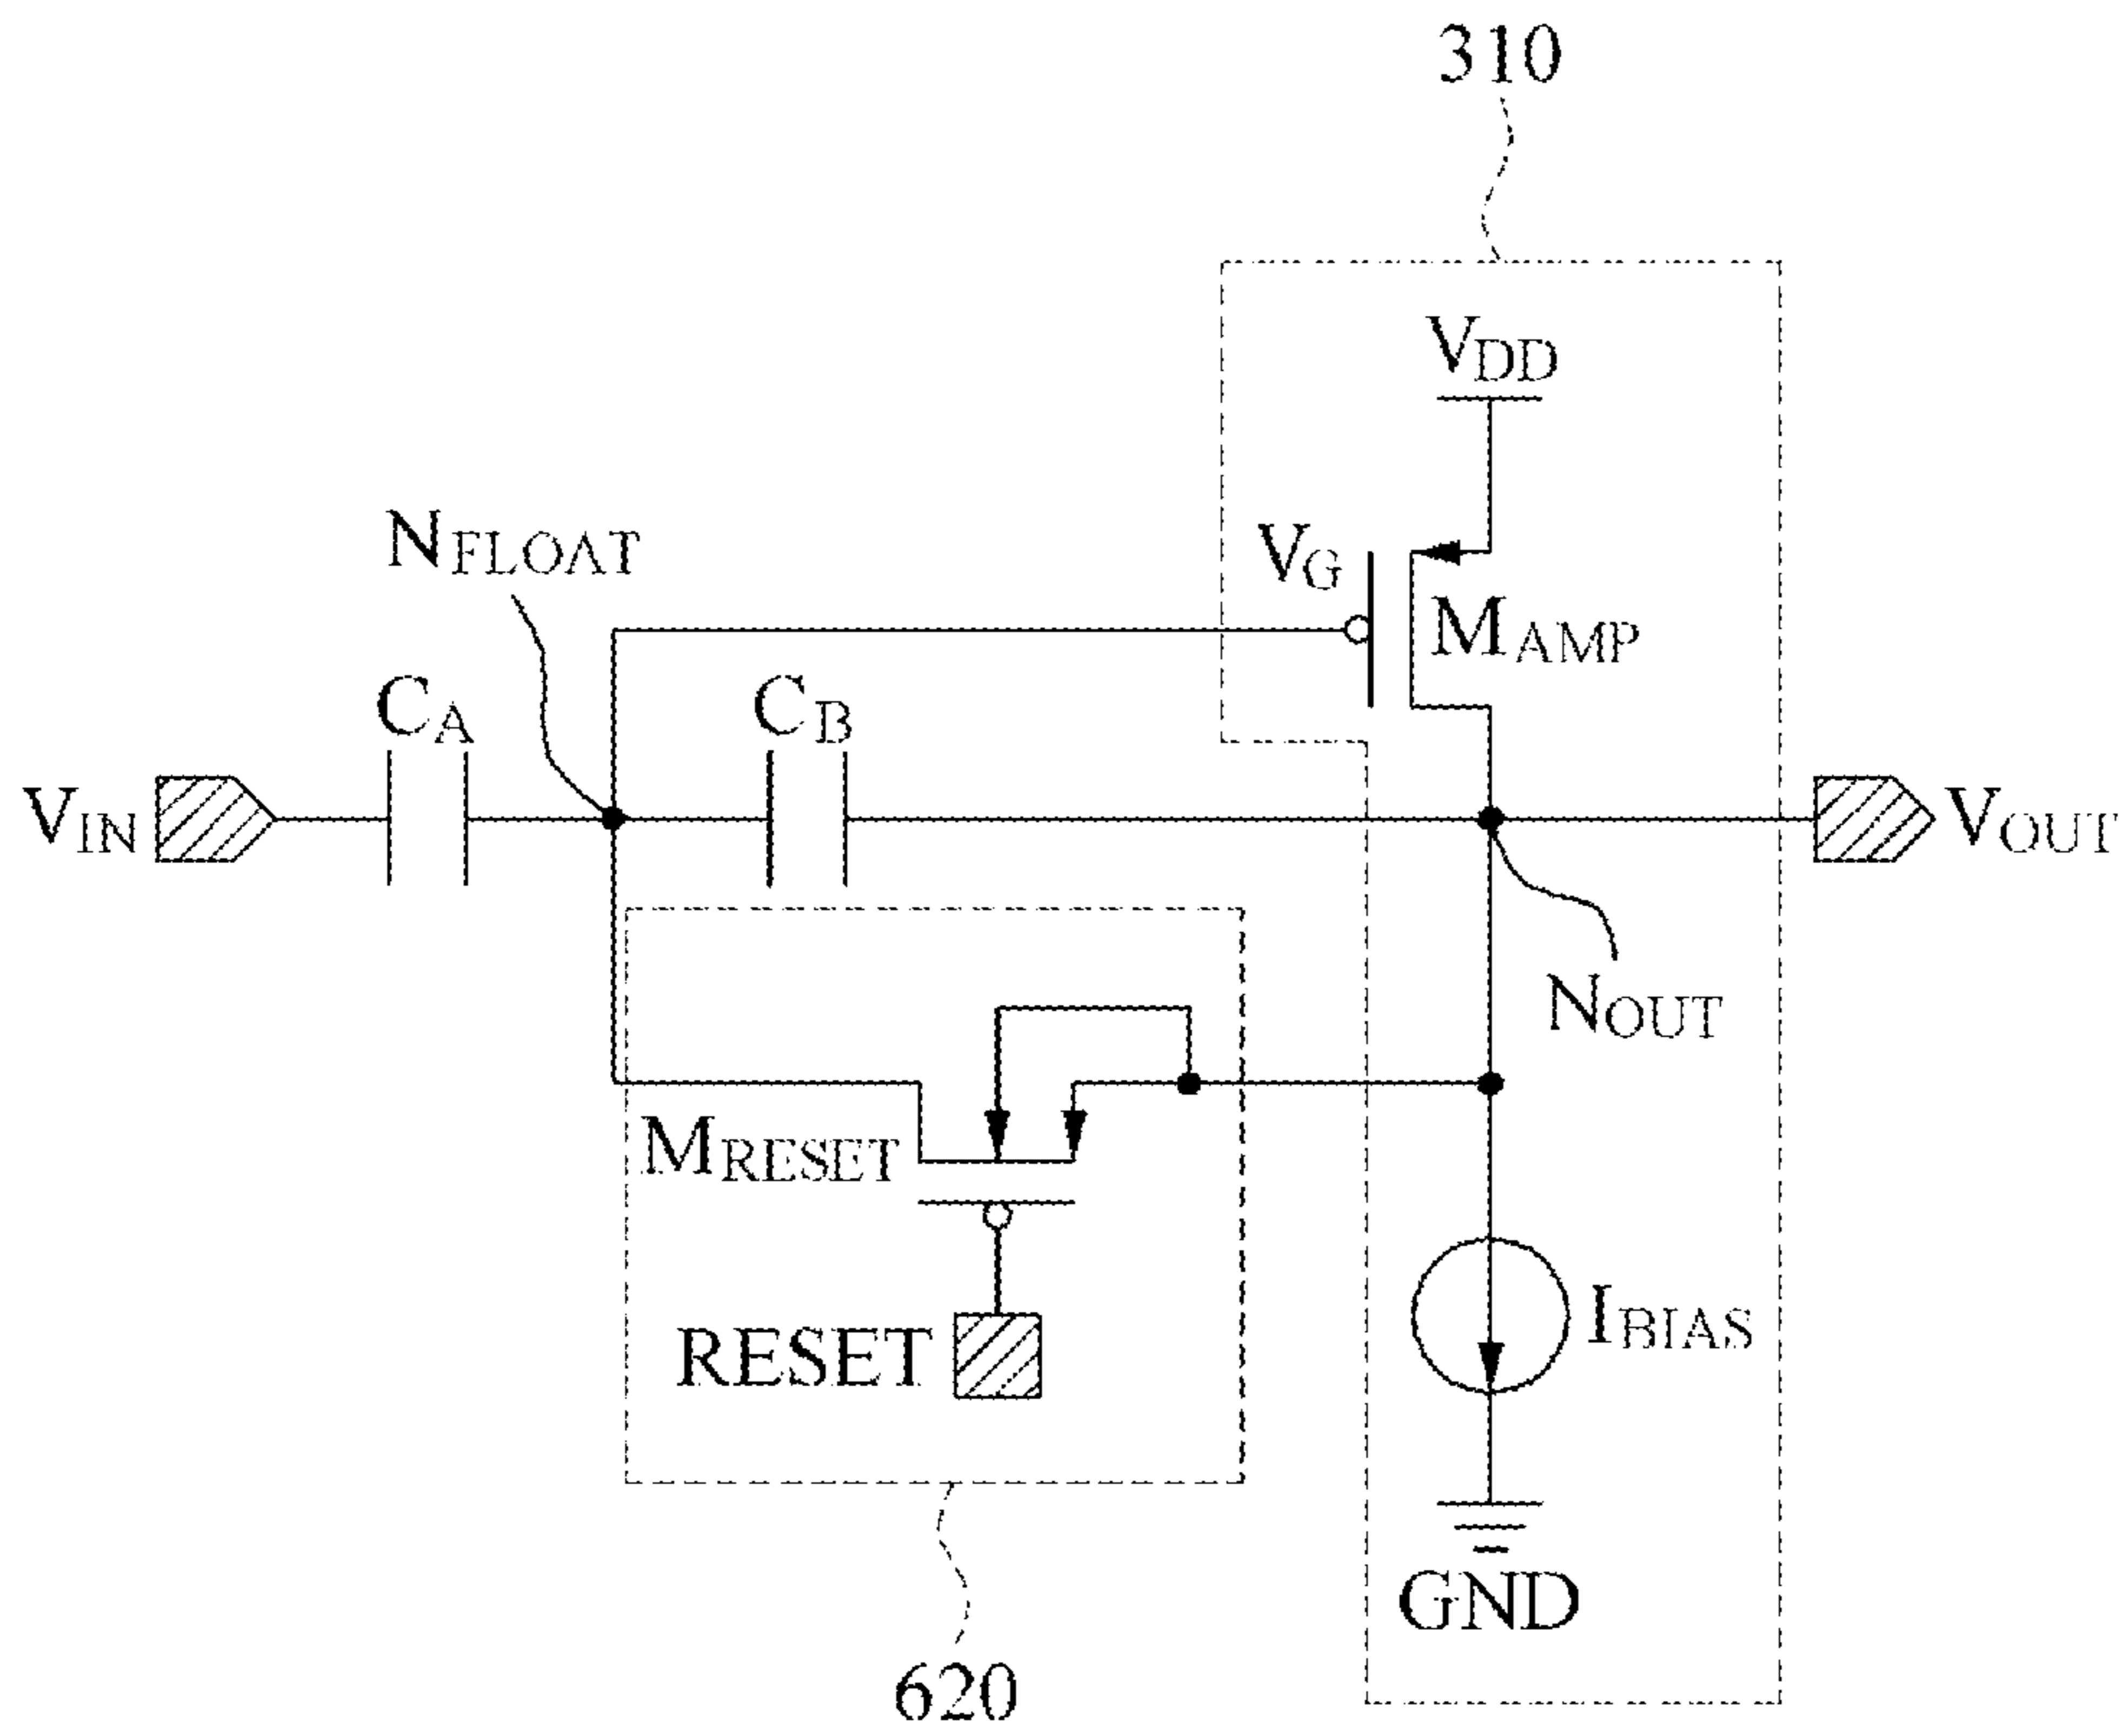 310
VDD
VG
MAMP
NFLOAT
CA
CB
VIN
VOUT
NOUT
MRESET
RESET
IBIAS
GND
620